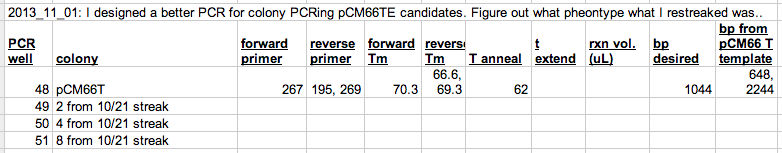 2013_11_01: I designed a better PCR for colony PCRing pCM66TE candidates. Figure out what pheontype what I restreaked was..
PCR well colony forward primer reverse primer forward Tm revers Tm T anneal t extend rxn vol. (uL) bp desired bp from pCM66 T template
48 pCM66T 267 195, 269 70.3 66.6, 69.3 62 1044 648, 2244
49 2 from 10/21 streak
50 4 from 10/21 streak
51 8 from 10/21 streak